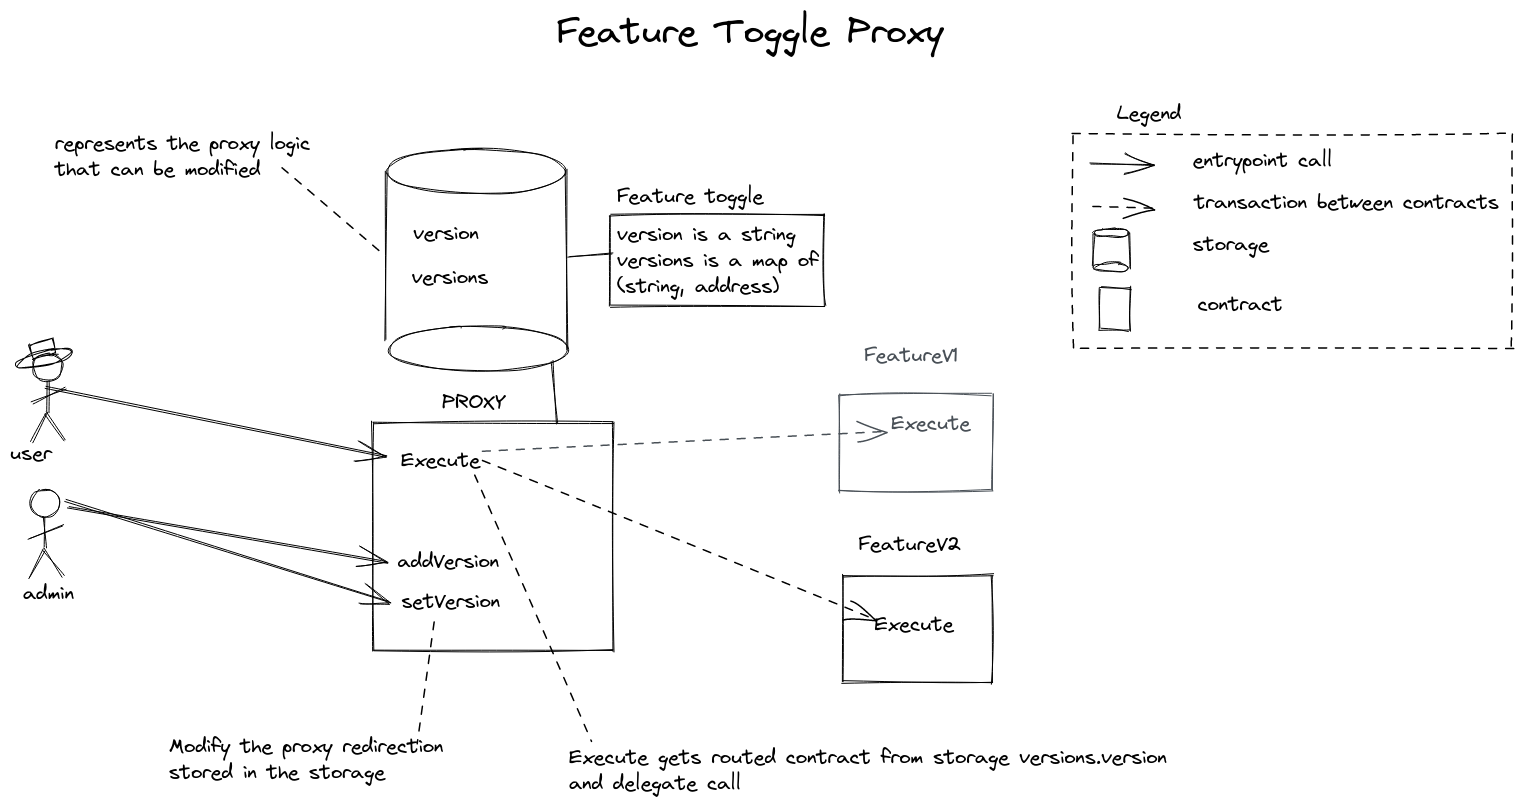 Feature Toggle Proxy
Legend
represents the proxy logic
that can be modified
entrypoint call
transaction between contracts
storage
contract
version
versions
Feature toggle
version is a string
versions is a map of
(string, address)
FeatureV1
Execute
user
admin
PROXY
Execute
addVersion
setVersion
FeatureV2
Execute
Modify the proxy redirection
stored in the storage
Execute gets routed contract from storage versions.version
and delegate call